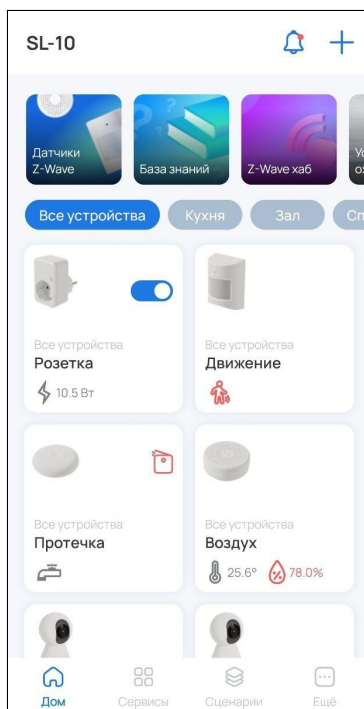 SL-10
Датчики
Z-Wave
База знаний
Z-Wave хаб
Все устройства
Кухня
Зал
Все устройства
Розетка
10.5 Вт
Все устройства
Движение
Все устройства
Протечка
Все устройства
Воздух
25.6°
78.0%
Дом
Сервисы
Сценарии
Ещё